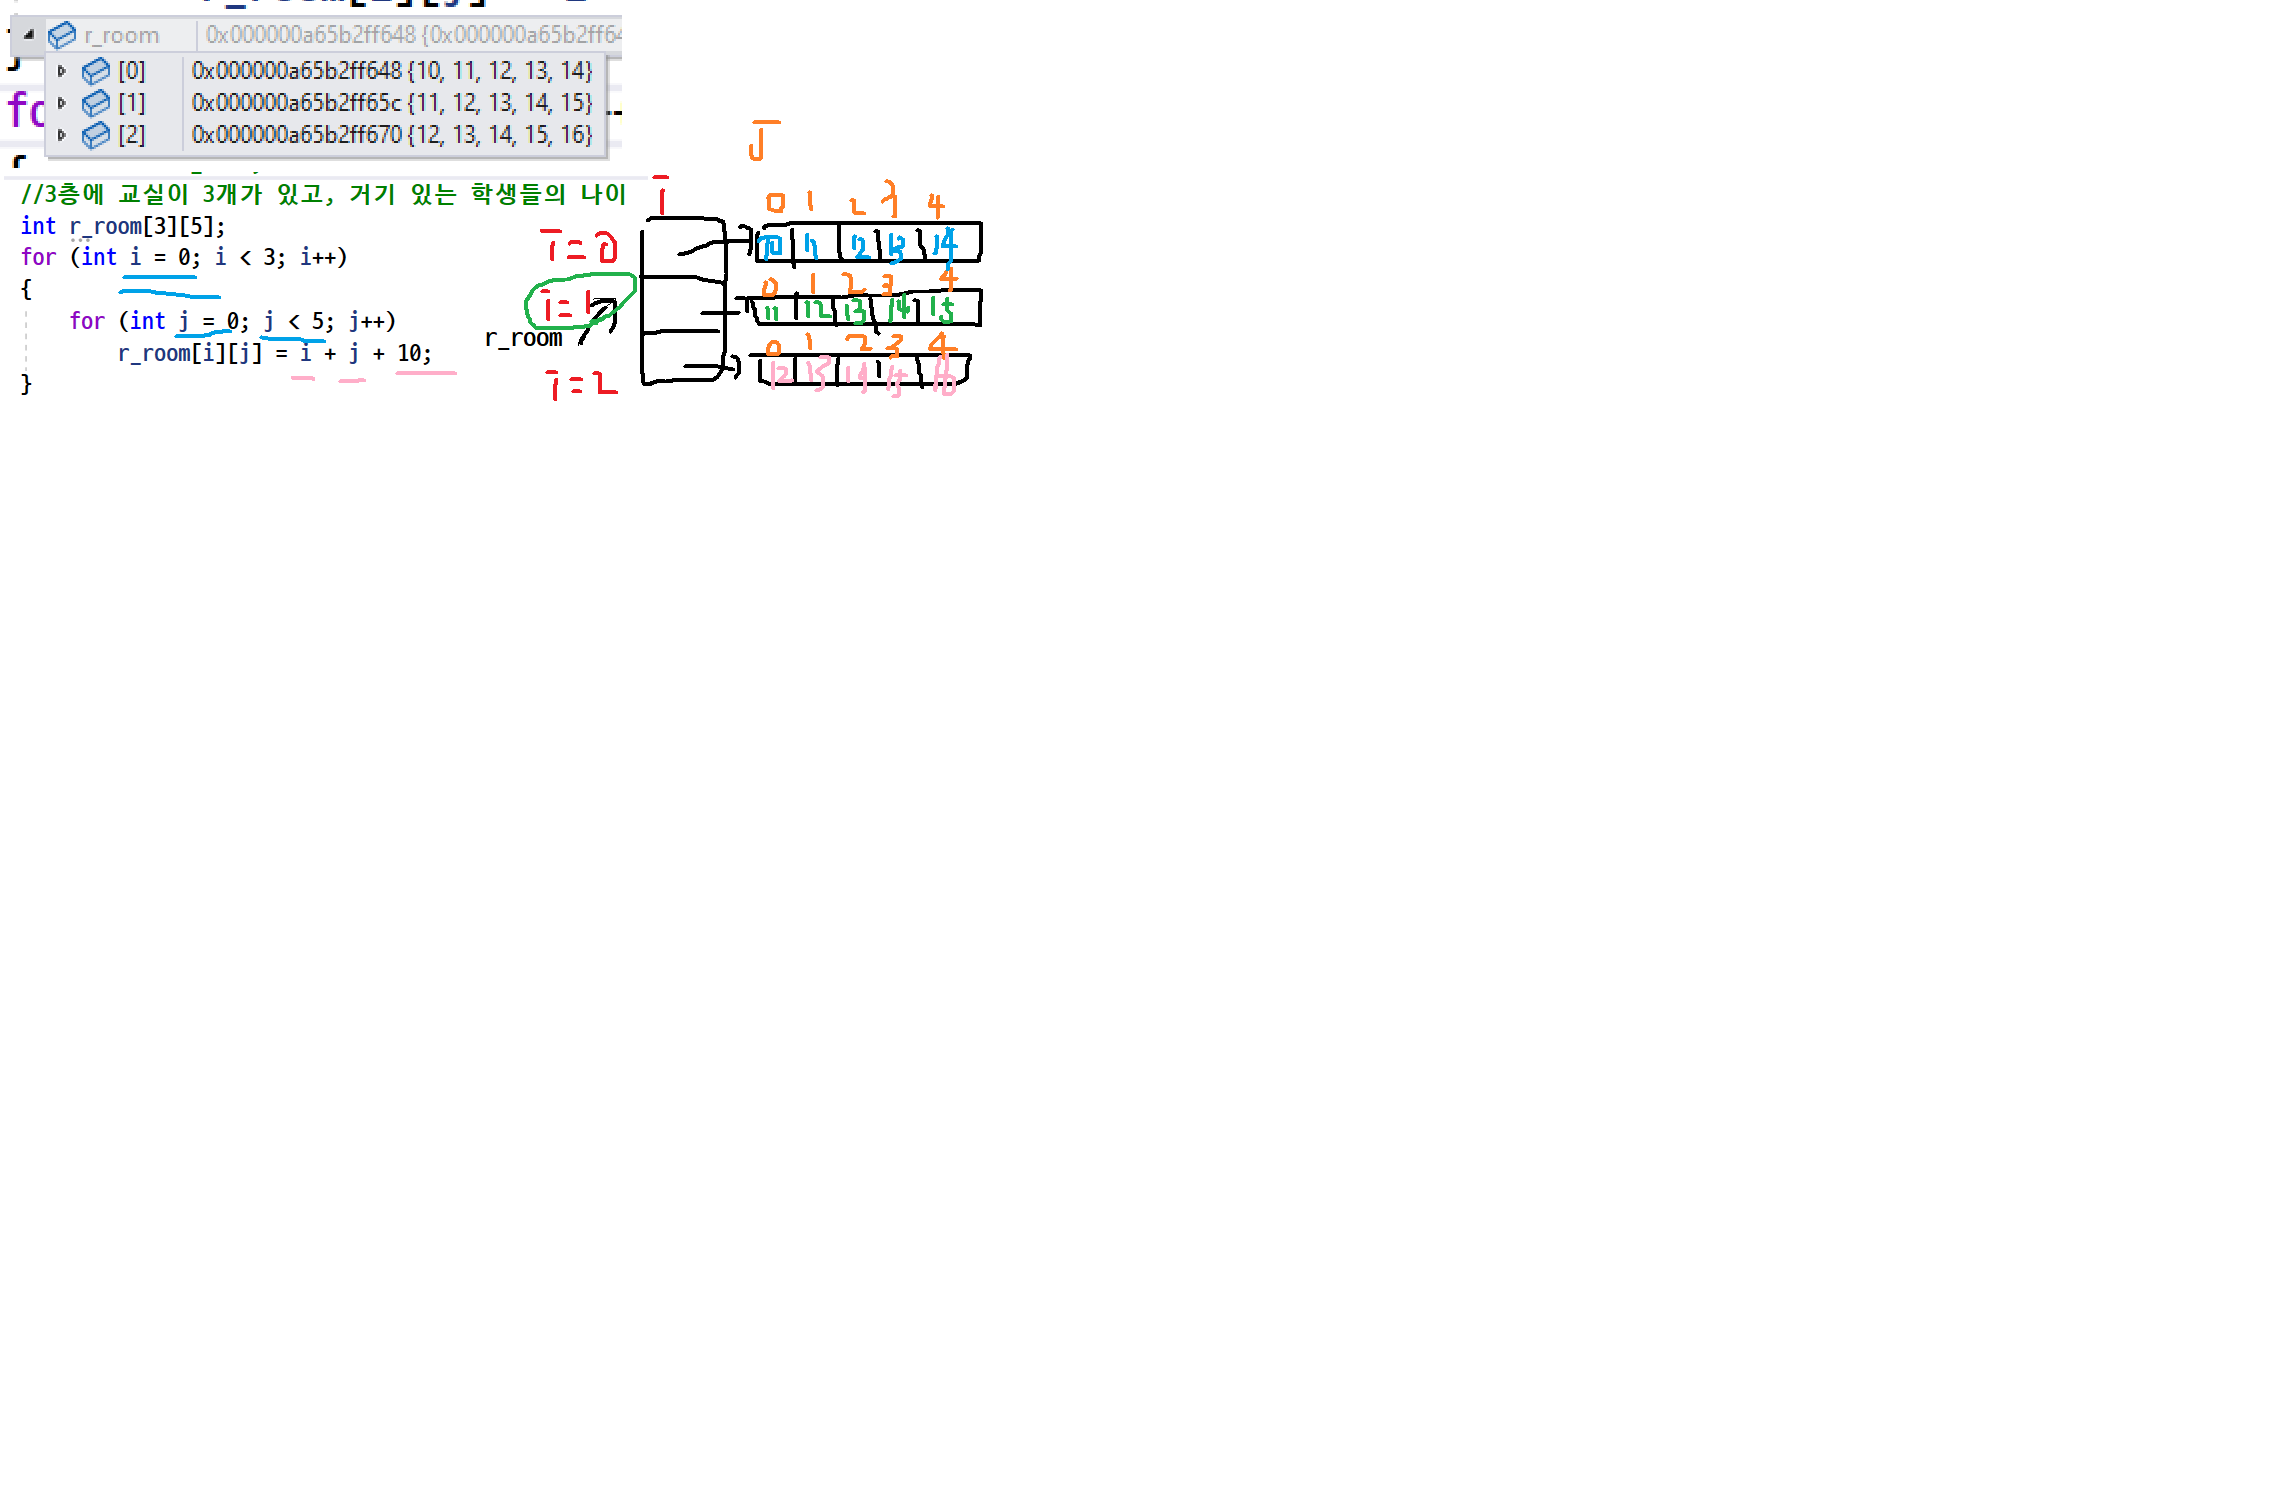 r_room 0x000000a65b2ff648 {0x000000a65b2ff64
[0] 0x000000a65b2ff648 {10, 11, 12, 13, 14}
[1] 0x000000a65b2ff65c {11, 12, 13, 14, 15}
[2] 0x000000a65b2ff670 {12, 13, 14, 15, 16}
//3층에 교실이 3개가 있고, 거기 있는 학생들의 나이
int r_room[3][5];
for (int i = 0; i < 3; i++)
{
for (int j = 0; j < 5; j++)
r_room[i][j] = i + j + 10;
}
r_room
i
J
i=0
i=1
i=2
0 1 2 3 4
10 11 12 13 14
0 1 2 3 4
11 12 13 14 15
0 1 2 3 4
12 13 14 15 16